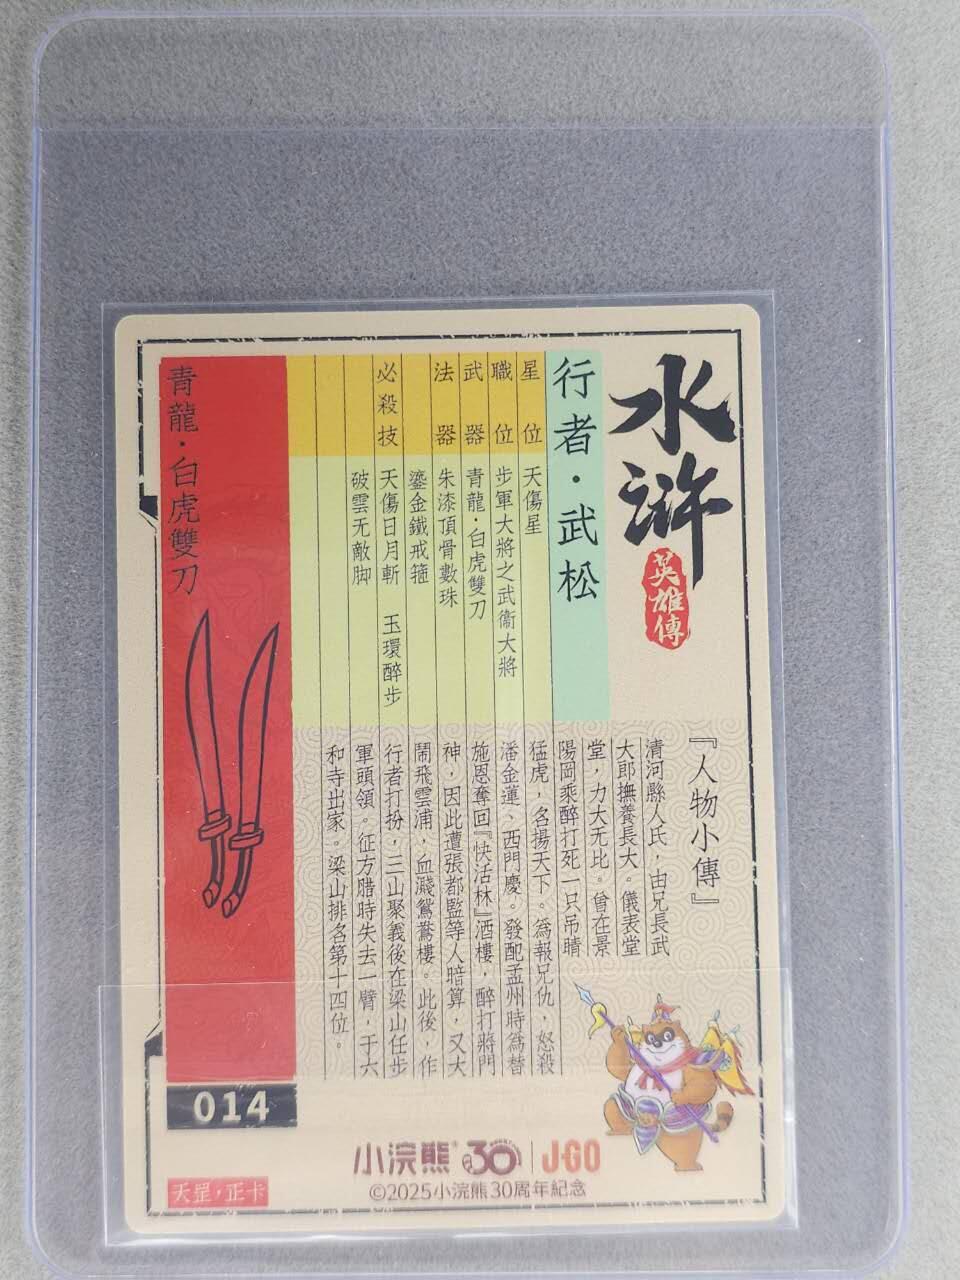 水滸
英雄傳
行者·武松
星位 天傷星
職位 步軍大將之武衞大將
武器 青龍·白虎雙刀
法器 朱漆頂骨數珠
鎏金鐵戒箍
必殺技 天傷日月斬 玉環醉步
破雲无敵脚
青龍·白虎雙刀
『人物小傳』
清河縣人氏，由兄長武
大郎撫養長大。儀表堂
堂，力大无比。曾在景
陽岡乘醉打死一只吊睛
猛虎，名揚天下。爲報兄仇，怒殺
潘金蓮、西門慶。發配孟州時爲替
施恩奪回『快活林』酒樓，醉打蔣門
神，因此遭張都監等人暗算，又大
鬧飛雲浦，血濺鴛鴦樓。此後，作
行者打扮，三山聚義後在梁山任步
軍頭領。征方腊時失去一臂，于六
和寺出家。梁山排名第十四位。
014
小浣熊 30 J·GO
©2025小浣熊30周年紀念
天罡，正卡